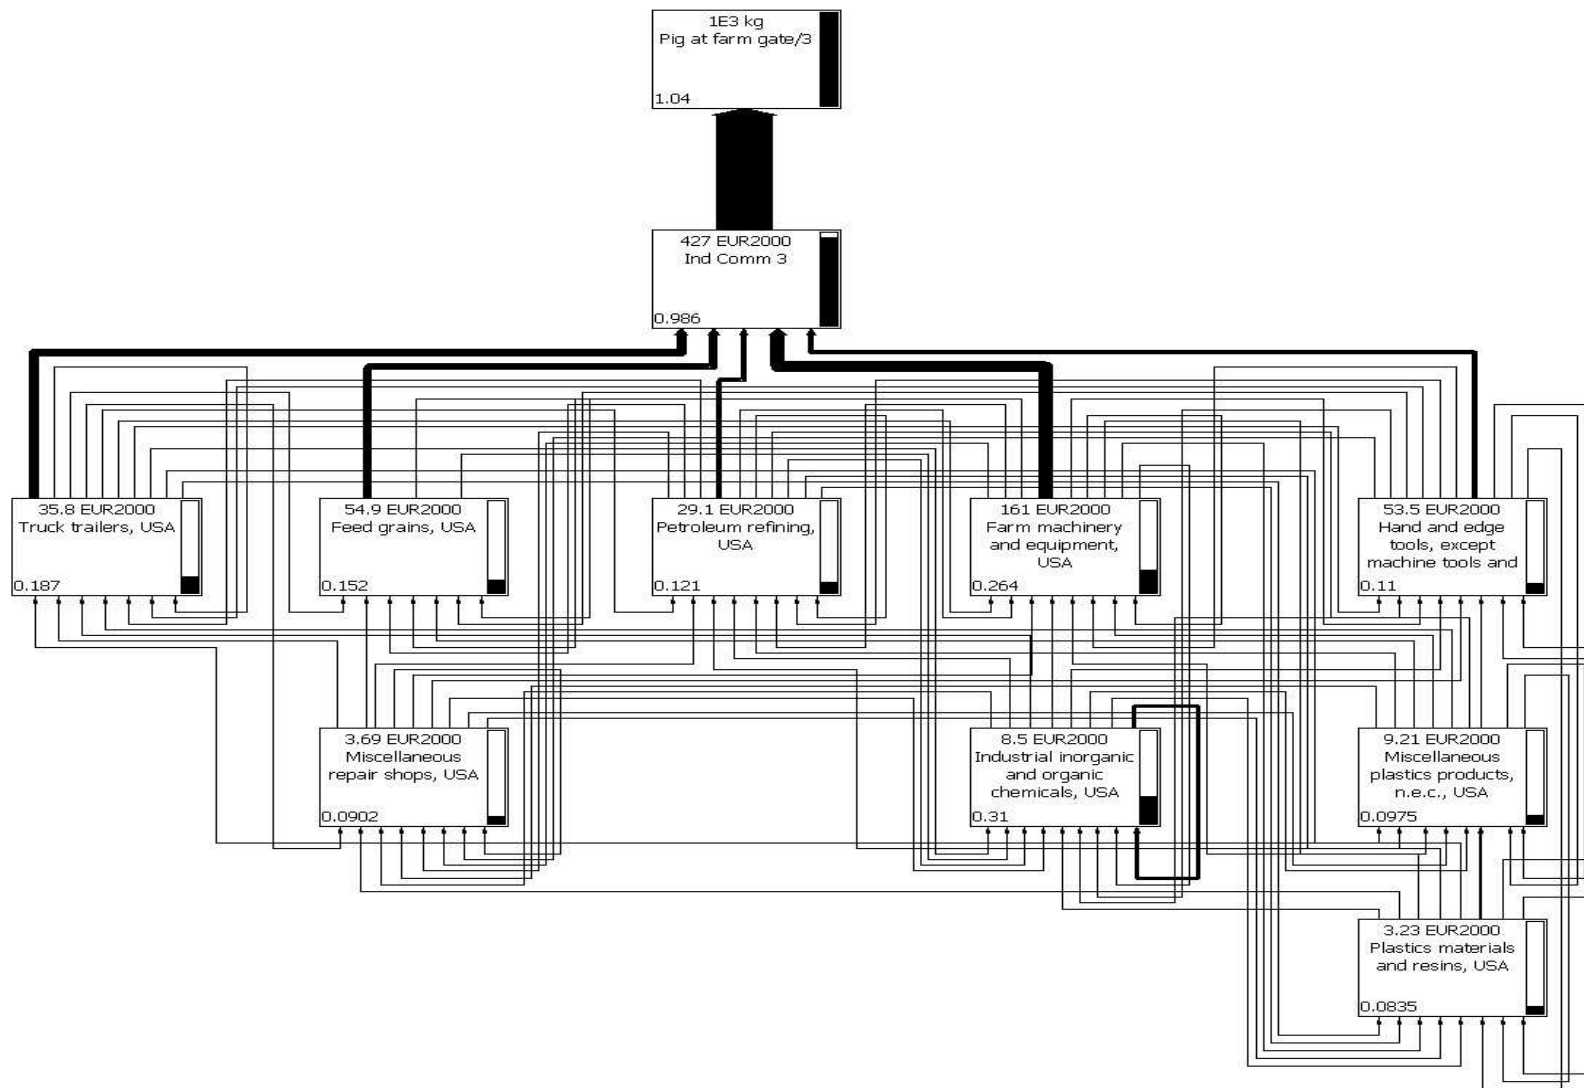 1E3 kg
Pig at farm gate/3
1.04
427 EUR2000
Ind Comm 3
0.986
35.8 EUR2000
Truck trailers, USA
0.187
54.9 EUR2000
Feed grains, USA
0.152
29.1 EUR2000
Petroleum refining,
USA
0.121
161 EUR2000
Farm machinery
and equipment,
USA
0.264
53.5 EUR2000
Hand and edge
tools, except
machine tools and
0.11
3.69 EUR2000
Miscellaneous
repair shops, USA
0.0902
8.5 EUR2000
Industrial inorganic
and organic
chemicals, USA
0.31
9.21 EUR2000
Miscellaneous
plastics products,
n.e.c., USA
0.0975
3.23 EUR2000
Plastics materials
and resins, USA
0.0835